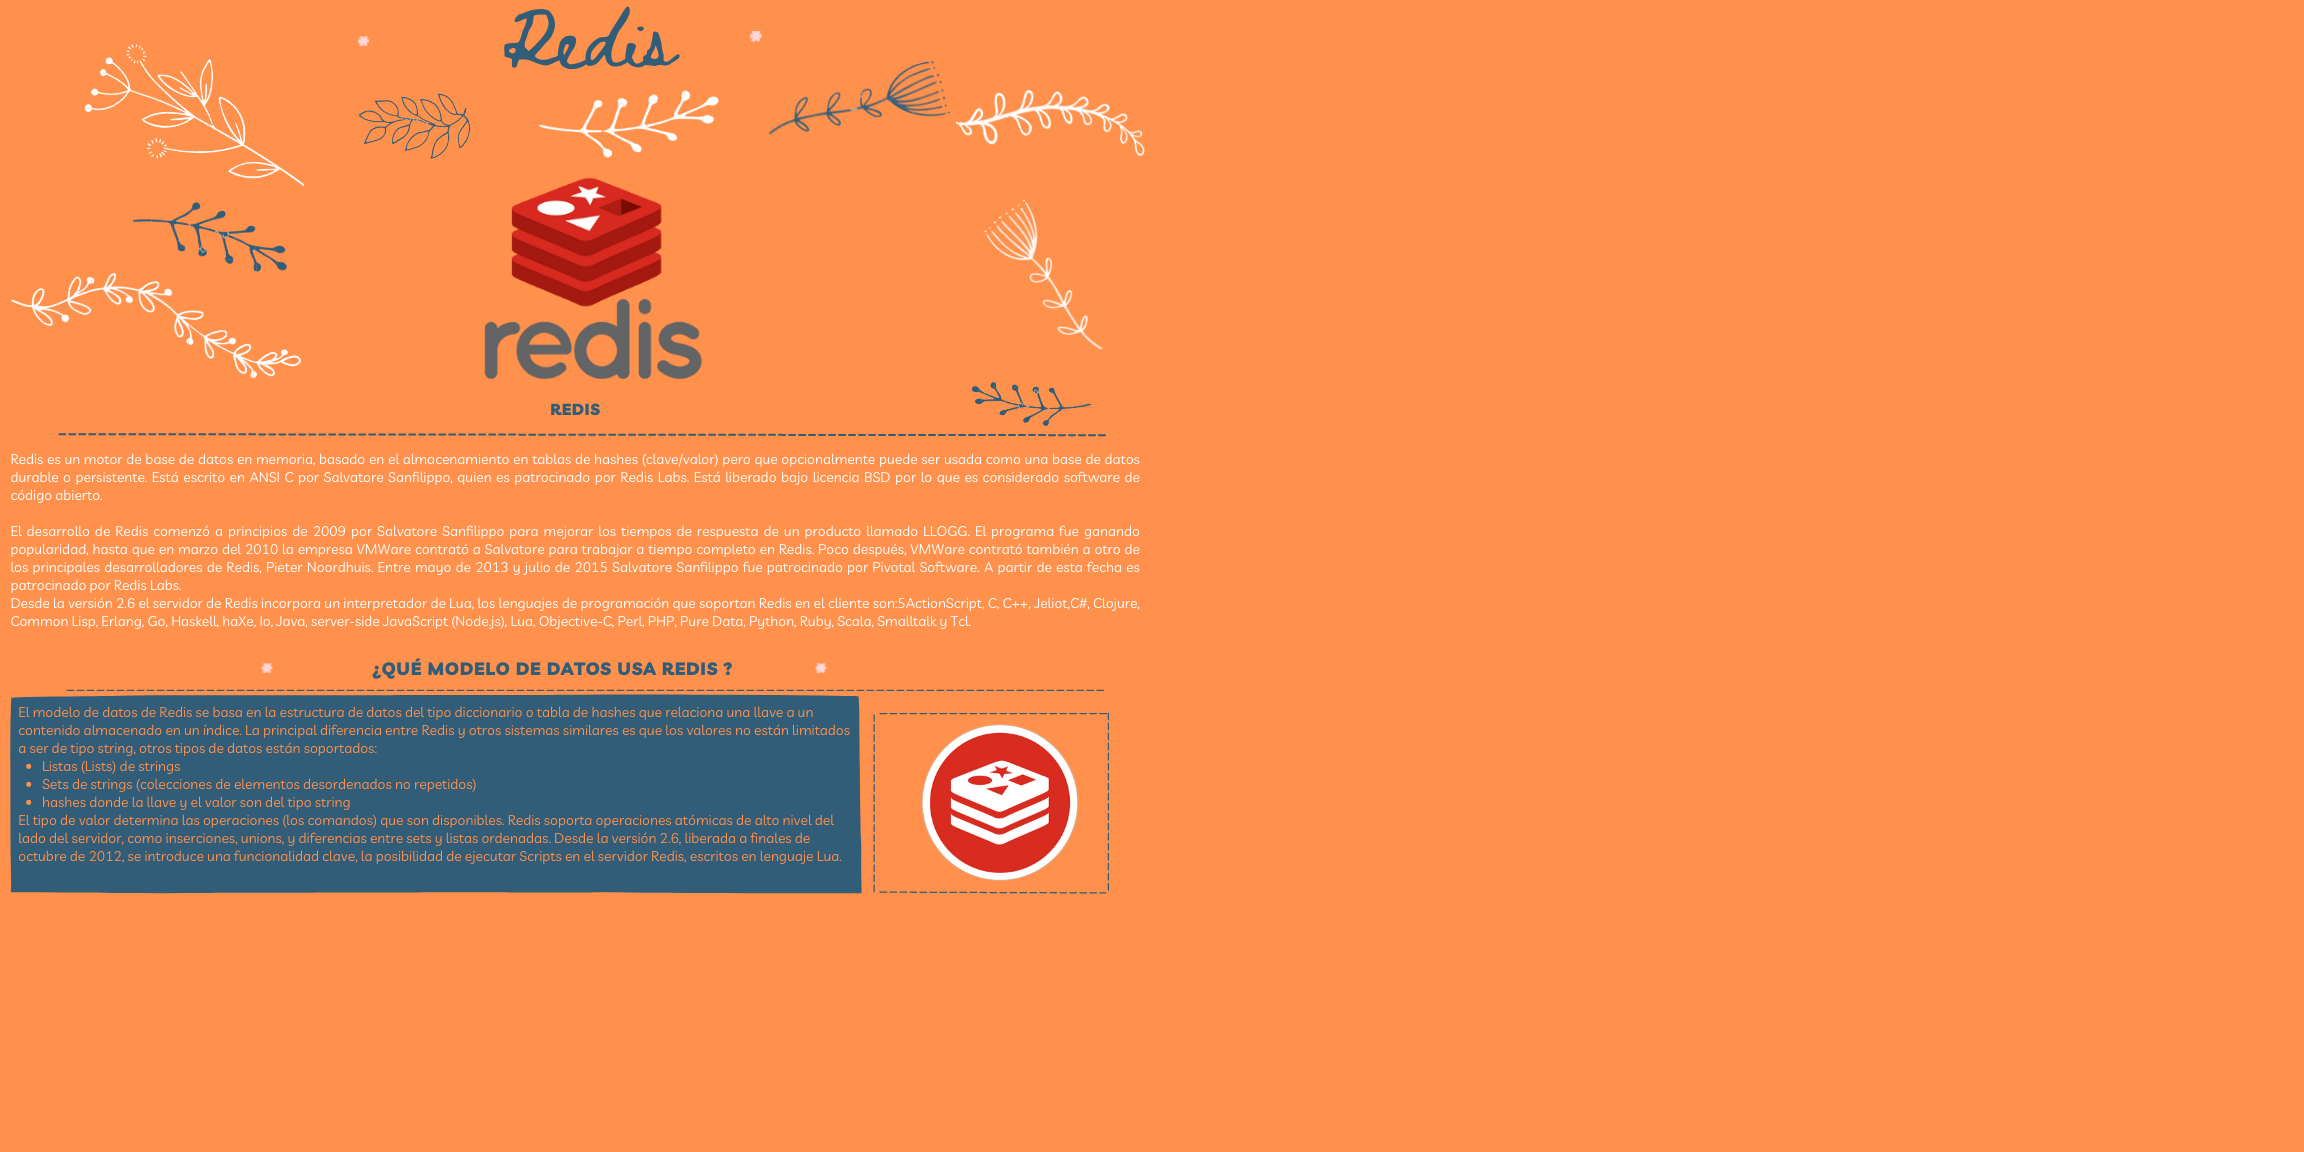 Redis
redis
REDIS
Redis es un motor de base de datos en memoria, basado en el almacenamiento en tablas de hashes (clave/valor) pero que opcionalmente puede ser usada como una base de datos
durable o persistente. Está escrito en ANSI C por Salvatore Sanfilippo, quien es patrocinado por Redis Labs. Está liberado bajo licencia BSD por lo que es considerado software de
código abierto.
El desarrollo de Redis comenzó a principios de 2009 por Salvatore Sanfilippo para mejorar los tiempos de respuesta de un producto llamado LLOGG. El programa fue ganando
popularidad, hasta que en marzo del 2010 la empresa VMWare contrató a Salvatore para trabajar a tiempo completo en Redis. Poco después, VMWare contrató también a otro de
los principales desarrolladores de Redis, Pieter Noordhuis. Entre mayo de 2013 y julio de 2015 Salvatore Sanfilippo fue patrocinado por Pivotal Software. A partir de esta fecha es
patrocinado por Redis Labs.
Desde la versión 2.6 el servidor de Redis incorpora un interpretador de Lua, los lenguajes de programación que soportan Redis en el cliente son:5ActionScript, C, C++, Jeliot,C#, Clojure,
Common Lisp, Erlang, Go, Haskell, haXe, Io, Java, server-side JavaScript (Node.js), Lua, Objective-C, Perl, PHP, Pure Data, Python, Ruby, Scala, Smalltalk y Tcl.
¿QUÉ MODELO DE DATOS USA REDIS ?
El modelo de datos de Redis se basa en la estructura de datos del tipo diccionario o tabla de hashes que relaciona una llave a un
contenido almacenado en un índice. La principal diferencia entre Redis y otros sistemas similares es que los valores no están limitados
a ser de tipo string, otros tipos de datos están soportados:
• Listas (Lists) de strings
• Sets de strings (colecciones de elementos desordenados no repetidos)
• hashes donde la llave y el valor son del tipo string
El tipo de valor determina las operaciones (los comandos) que son disponibles. Redis soporta operaciones atómicas de alto nivel del
lado del servidor, como inserciones, unions, y diferencias entre sets y listas ordenadas. Desde la versión 2.6, liberada a finales de
octubre de 2012, se introduce una funcionalidad clave, la posibilidad de ejecutar Scripts en el servidor Redis, escritos en lenguaje Lua.